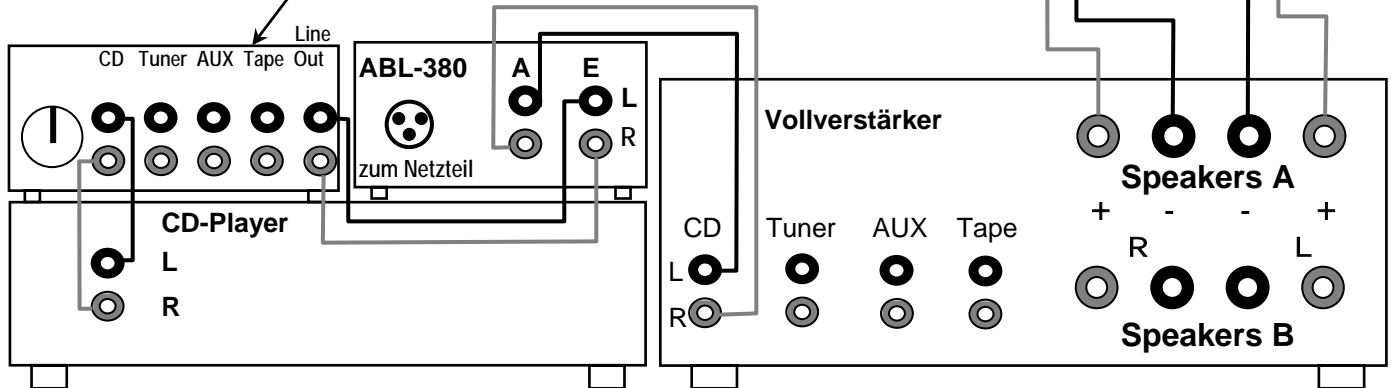 Line
CD Tuner AUX Tape Out
ABL-380 A E
L
R
zum Netzteil
CD-Player
L
R
Vollverstärker
CD Tuner AUX Tape
L
R
Speakers A
+ - - +
R L
Speakers B